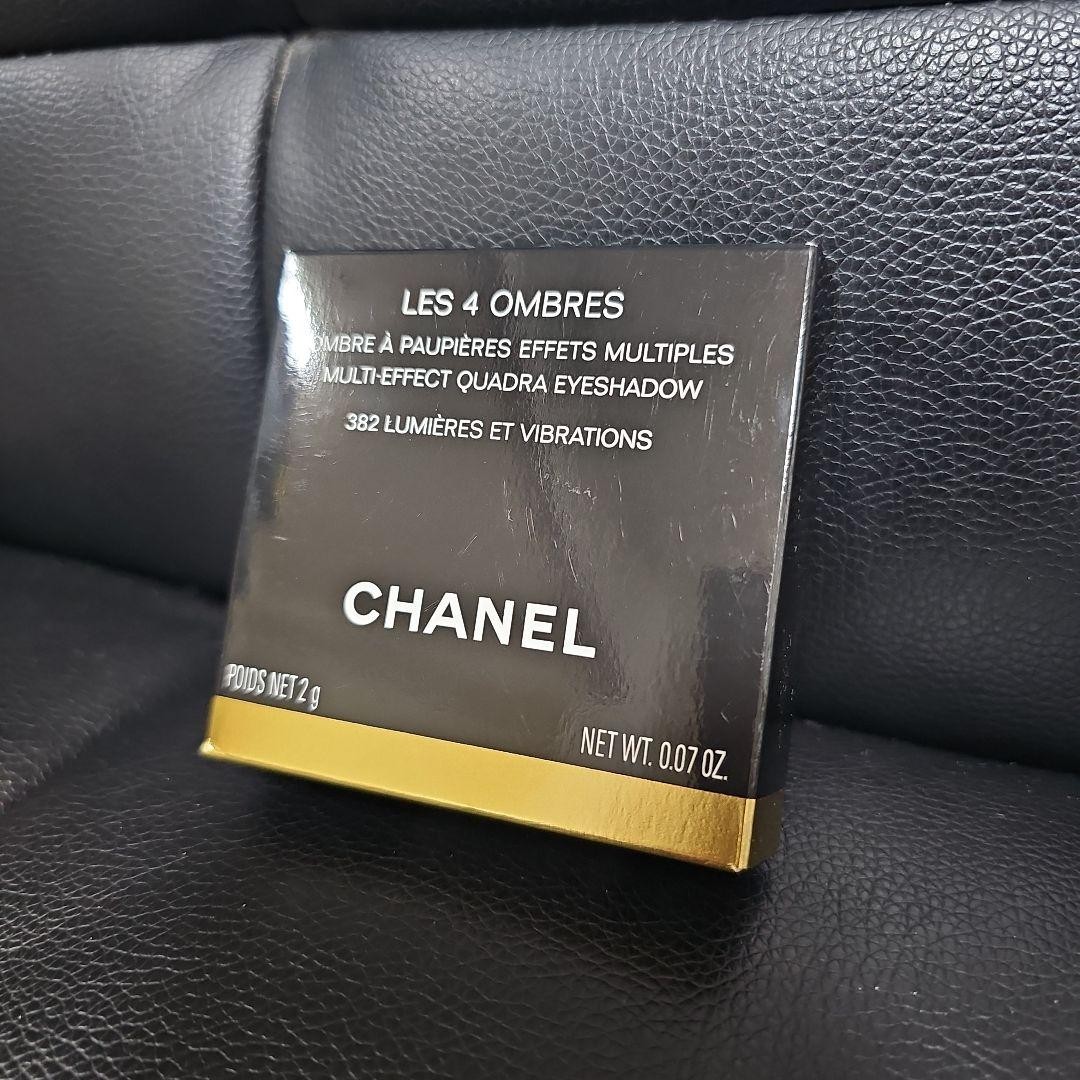 LES 4 OMBRES
OMBRE À PAUPIÈRES EFFETS MULTIPLES
MULTI-EFFECT QUADRA EYESHADOW
382 LUMIÈRES ET VIBRATIONS
CHANEL
POIDS NET 2 g
NET WT. 0.07 OZ.